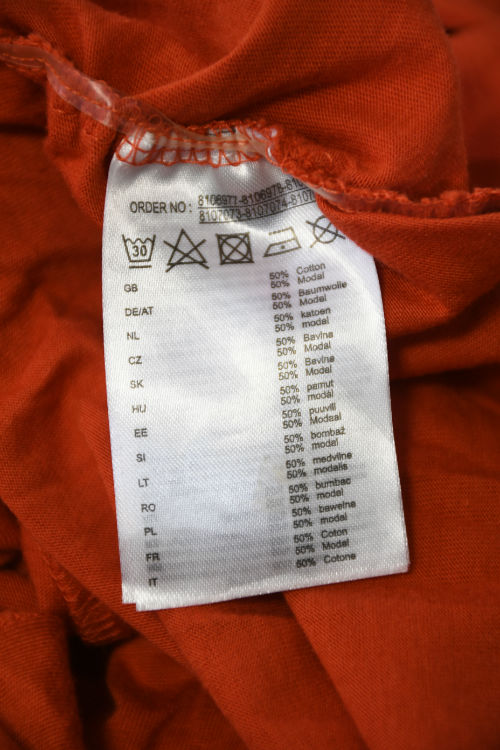 ORDER NO : 8106977-8106978-810
8107073-8107074-8107
30
GB 50% Cotton
50% Modal
DE/AT 50% Baumwolle
50% Modal
NL 50% katoen
50% modal
CZ 50% Bavlna
50% Modal
SK 50% Bavlna
50% Modal
HU 50% pamut
50% modál
EE 50% puuvill
50% Modaal
SI 50% bombaž
50% modal
LT 50% medvilnė
50% modalis
RO 50% bumbac
50% modal
PL 50% bawełna
50% modal
FR 50% Coton
50% Modal
IT 50% Cotone